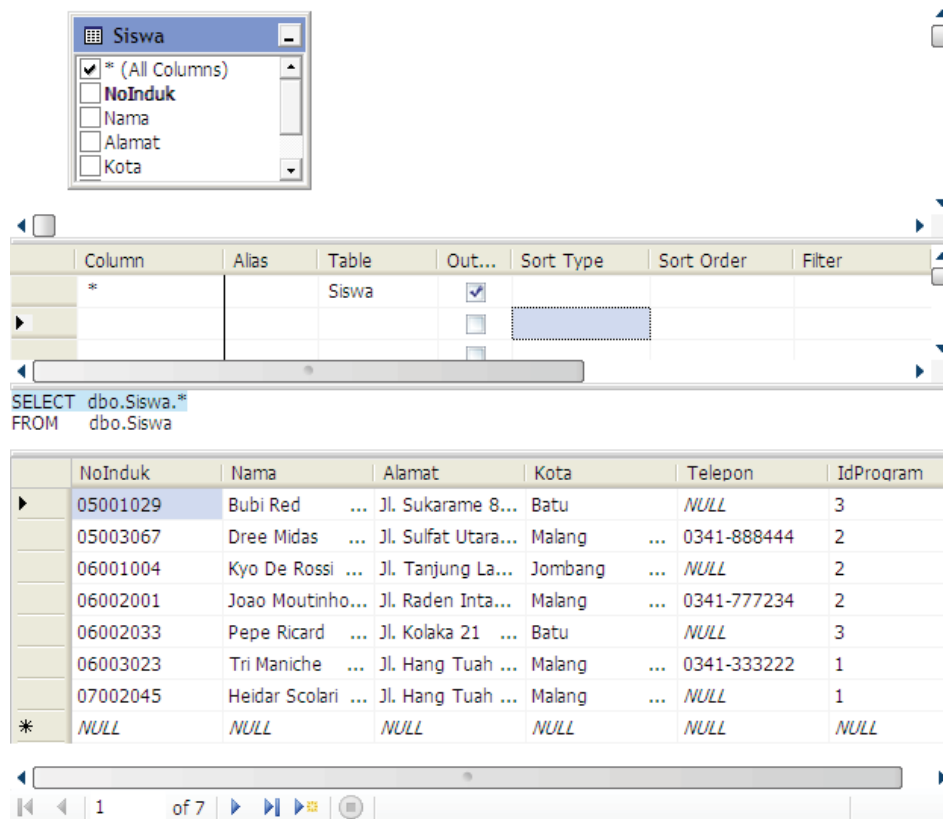 Siswa
* (All Columns)
NoInduk
Nama
Alamat
Kota
Column Alias Table Out... Sort Type Sort Order Filter
* Siswa
SELECT dbo.Siswa.*
FROM dbo.Siswa
NoInduk Nama Alamat Kota Telepon IdProgram
05001029 Bubi Red ... Jl. Sukarame 8... Batu NULL 3
05003067 Dree Midas ... Jl. Sulfat Utara... Malang ... 0341-888444 2
06001004 Kyo De Rossi ... Jl. Tanjung La... Jombang ... NULL 2
06002001 Joao Moutinho... Jl. Raden Inta... Malang ... 0341-777234 2
06002033 Pepe Ricard ... Jl. Kolaka 21 ... Batu NULL 3
06003023 Tri Maniche ... Jl. Hang Tuah ... Malang ... 0341-333222 1
07002045 Heidar Scolari ... Jl. Hang Tuah ... Malang ... NULL 1
NULL NULL NULL NULL NULL NULL
1 of 7